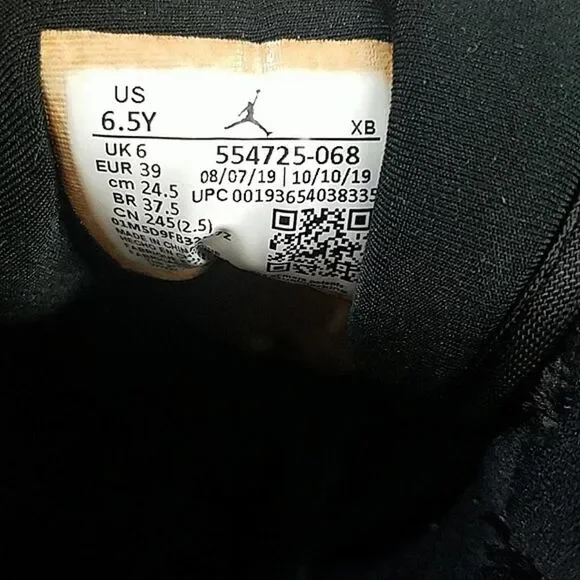 US
6.5Y
XB
UK 6
EUR 39
cm 24.5
BR 37.5
CN 245(2.5)
554725-068
08/07/19 | 10/10/19
UPC 00193654038335
MADE IN CHINA